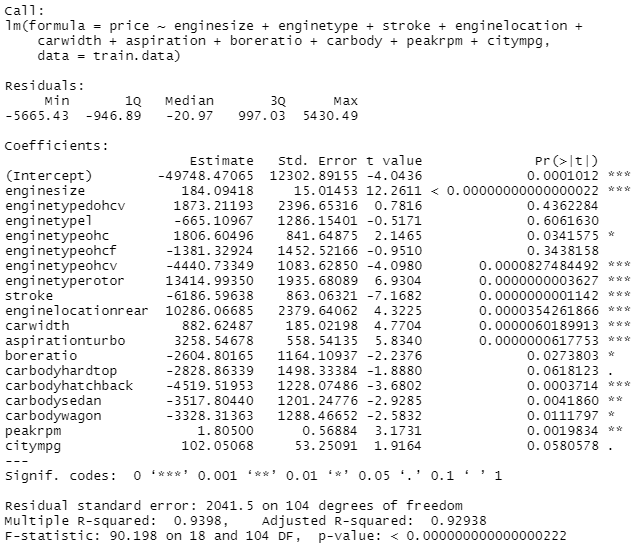 Call:
lm(formula = price ~ enginesize + enginetype + stroke + enginelocation +
    carwidth + aspiration + boreratio + carbody + peakrpm + citympg,
    data = train.data)
Residuals:
     Min       1Q   Median       3Q      Max
-5665.43  -946.89   -20.97   997.03  5430.49
Coefficients:
                     Estimate   Std. Error t value             Pr(>|t|)
(Intercept)      -49748.47065  12302.89155 -4.0436            0.0001012 ***
enginesize          184.09418     15.01453 12.2611 < 0.00000000000000022 ***
enginetypedohcv    1873.21193   2396.65316  0.7816            0.4362284
enginetypel        -665.10967   1286.15401 -0.5171            0.6061630
enginetypeohc      1806.60496    841.64875  2.1465            0.0341575 *
enginetypeohcf    -1381.32924   1452.52166 -0.9510            0.3438158
enginetypeohcv    -4440.73349   1083.62850 -4.0980      0.0000827484492 ***
enginetyperotor   13414.99350   1935.68089  6.9304      0.0000000003627 ***
stroke            -6186.59638    863.06321 -7.1682      0.0000000001142 ***
enginelocationrear 10286.06685   2379.64062  4.3225      0.0000354261866 ***
carwidth            882.62487    185.02198  4.7704      0.0000060189913 ***
aspirationturbo    3258.54678    558.54135  5.8340      0.0000000617753 ***
boreratio         -2604.80165   1164.10937 -2.2376            0.0273803 *
carbodyhardtop    -2828.86339   1498.33384 -1.8880            0.0618123 .
carbodyhatchback  -4519.51953   1228.07486 -3.6802            0.0003714 ***
carbodysedan      -3517.80440   1201.24776 -2.9285            0.0041860 **
carbodywagon      -3328.31363   1288.46652 -2.5832            0.0111797 *
peakrpm               1.80500      0.56884  3.1731            0.0019834 **
citympg             102.05068     53.25091  1.9164            0.0580578 .
---
Signif. codes:  0 ‘***’ 0.001 ‘**’ 0.01 ‘*’ 0.05 ‘.’ 0.1 ‘ ’ 1
Residual standard error: 2041.5 on 104 degrees of freedom
Multiple R-squared:  0.9398,    Adjusted R-squared:  0.92938
F-statistic: 90.198 on 18 and 104 DF,  p-value: < 0.000000000000000222